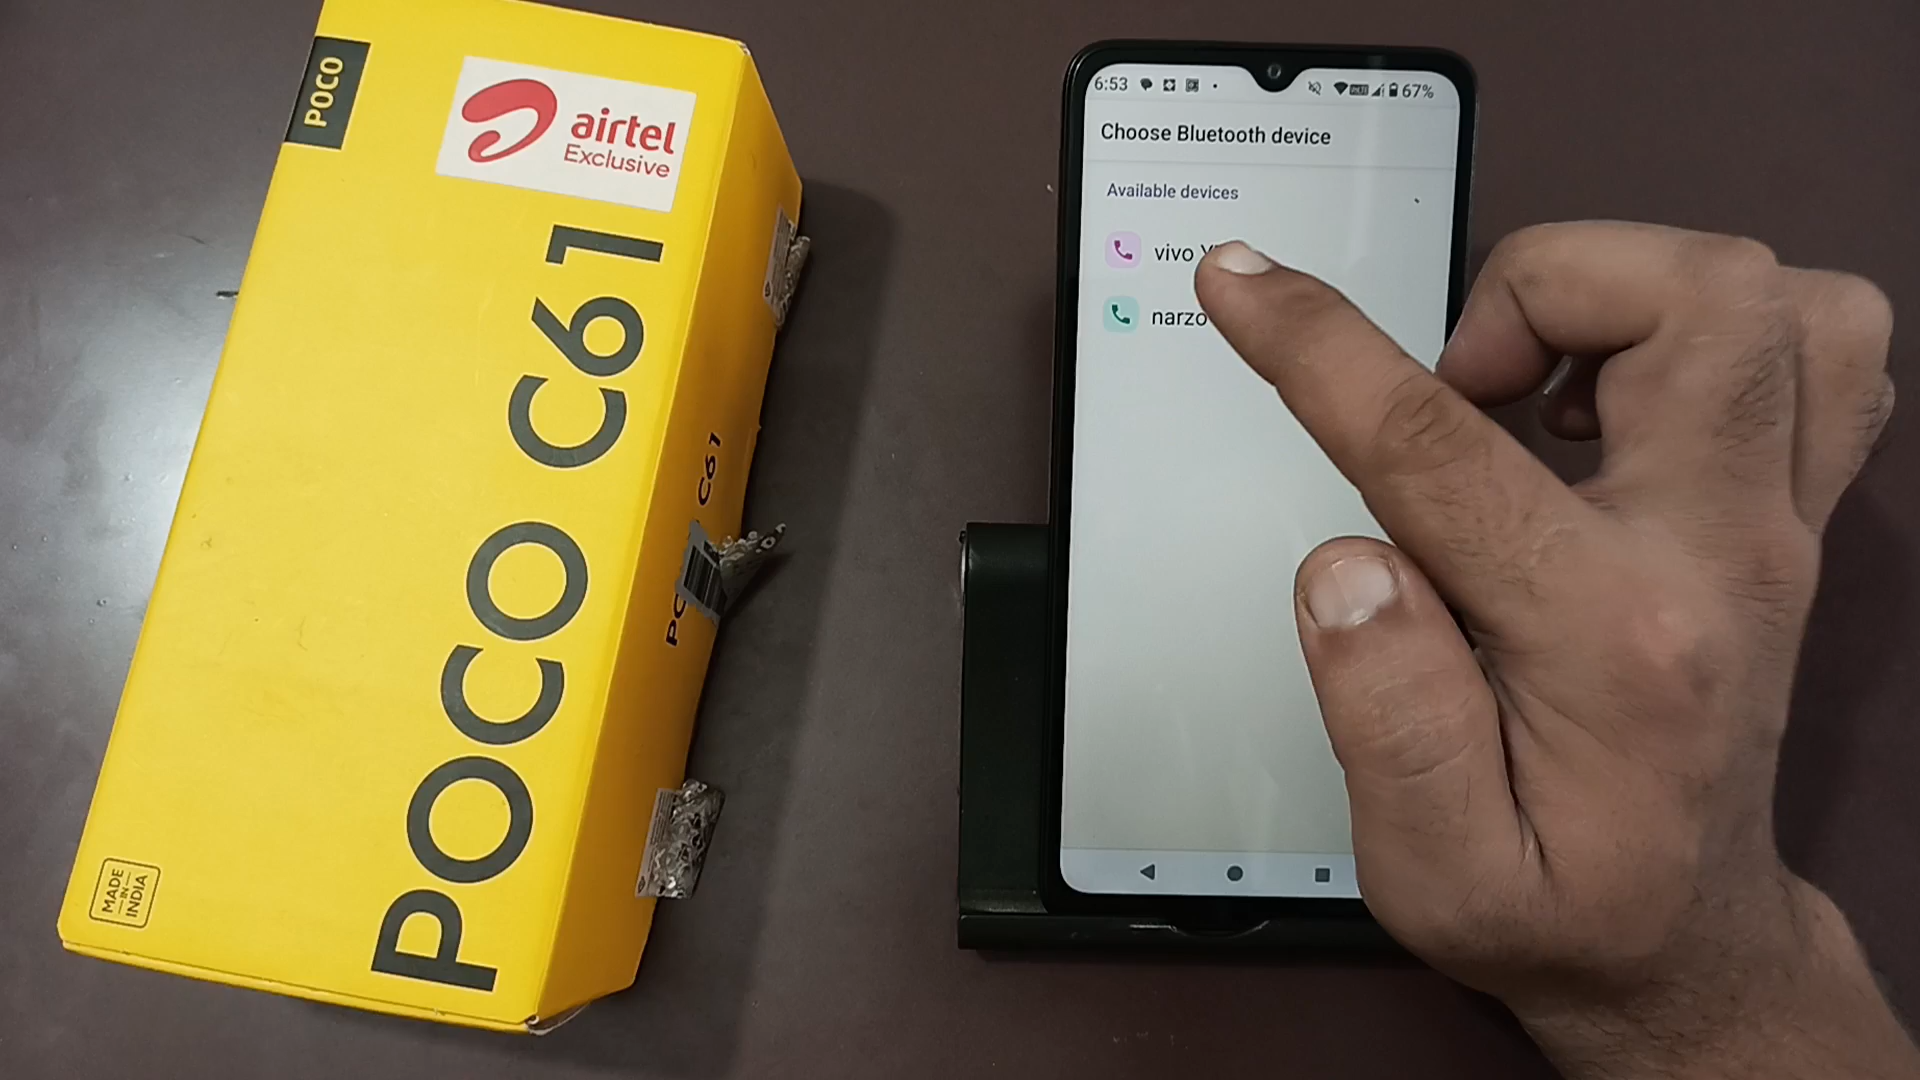 POCO
airtel
Exclusive
POCO C61
C61
MADE
IN
INDIA
6:53
67%
Choose Bluetooth device
Available devices
vivo
narzo